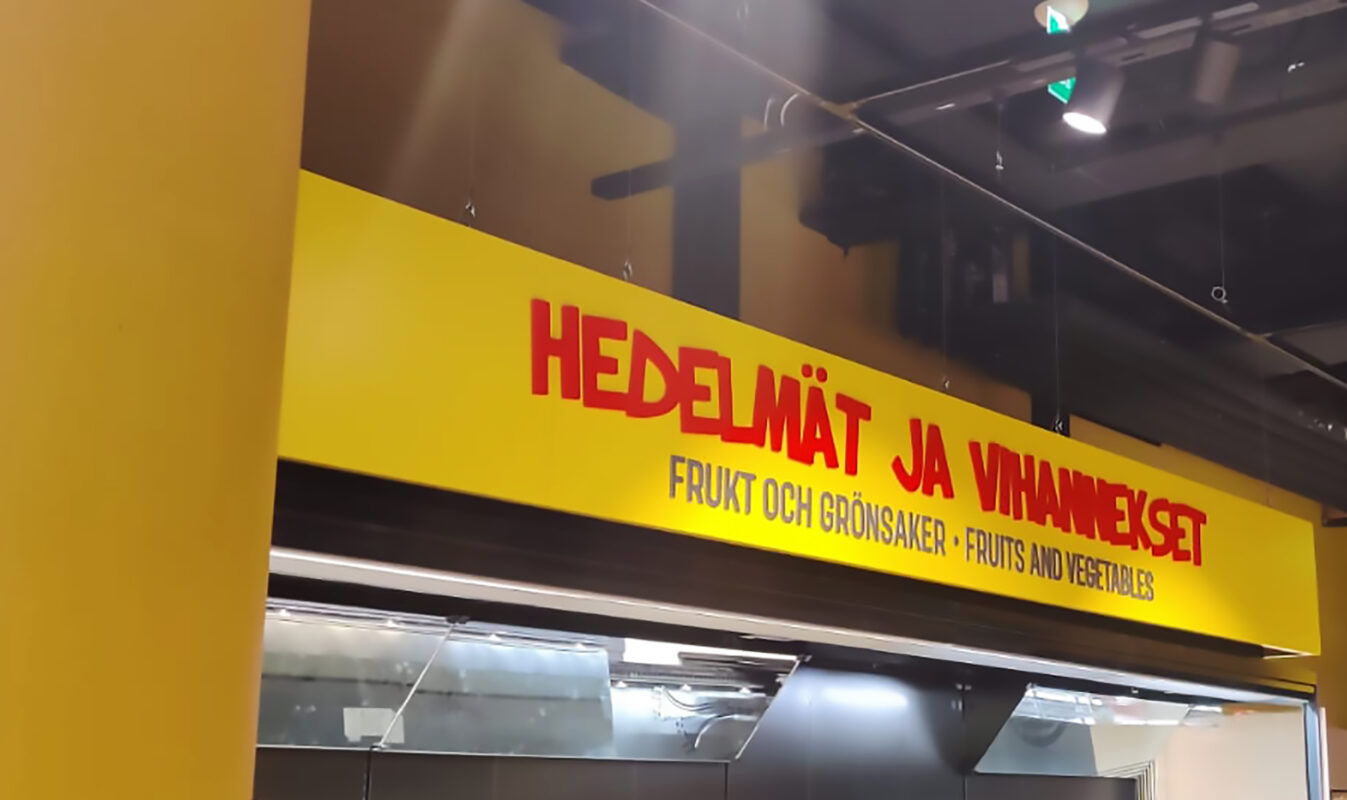 HEDELMÄT JA VIHANNEKSET
FRUKT OCH GRÖNSAKER • FRUITS AND VEGETABLES